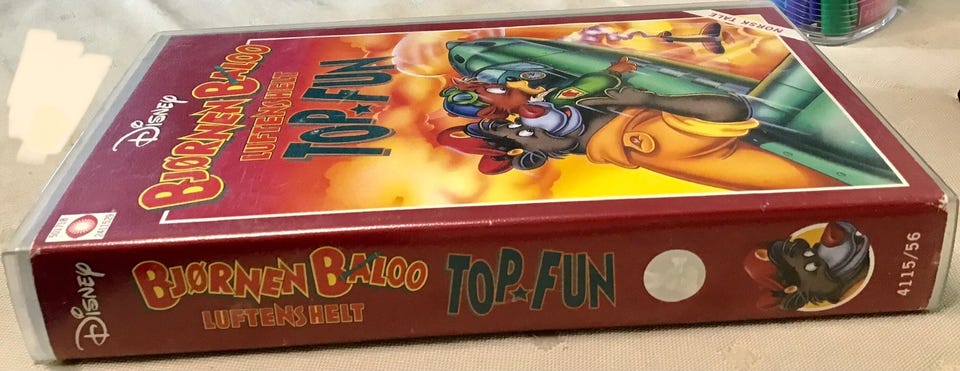 NORSK TALE
DISNEY
BJØRNEN BALOO
LUFTENS HELT
TOP★FUN
DISNEY
BJØRNEN BALOO
LUFTENS HELT
TOP★FUN
4115/56